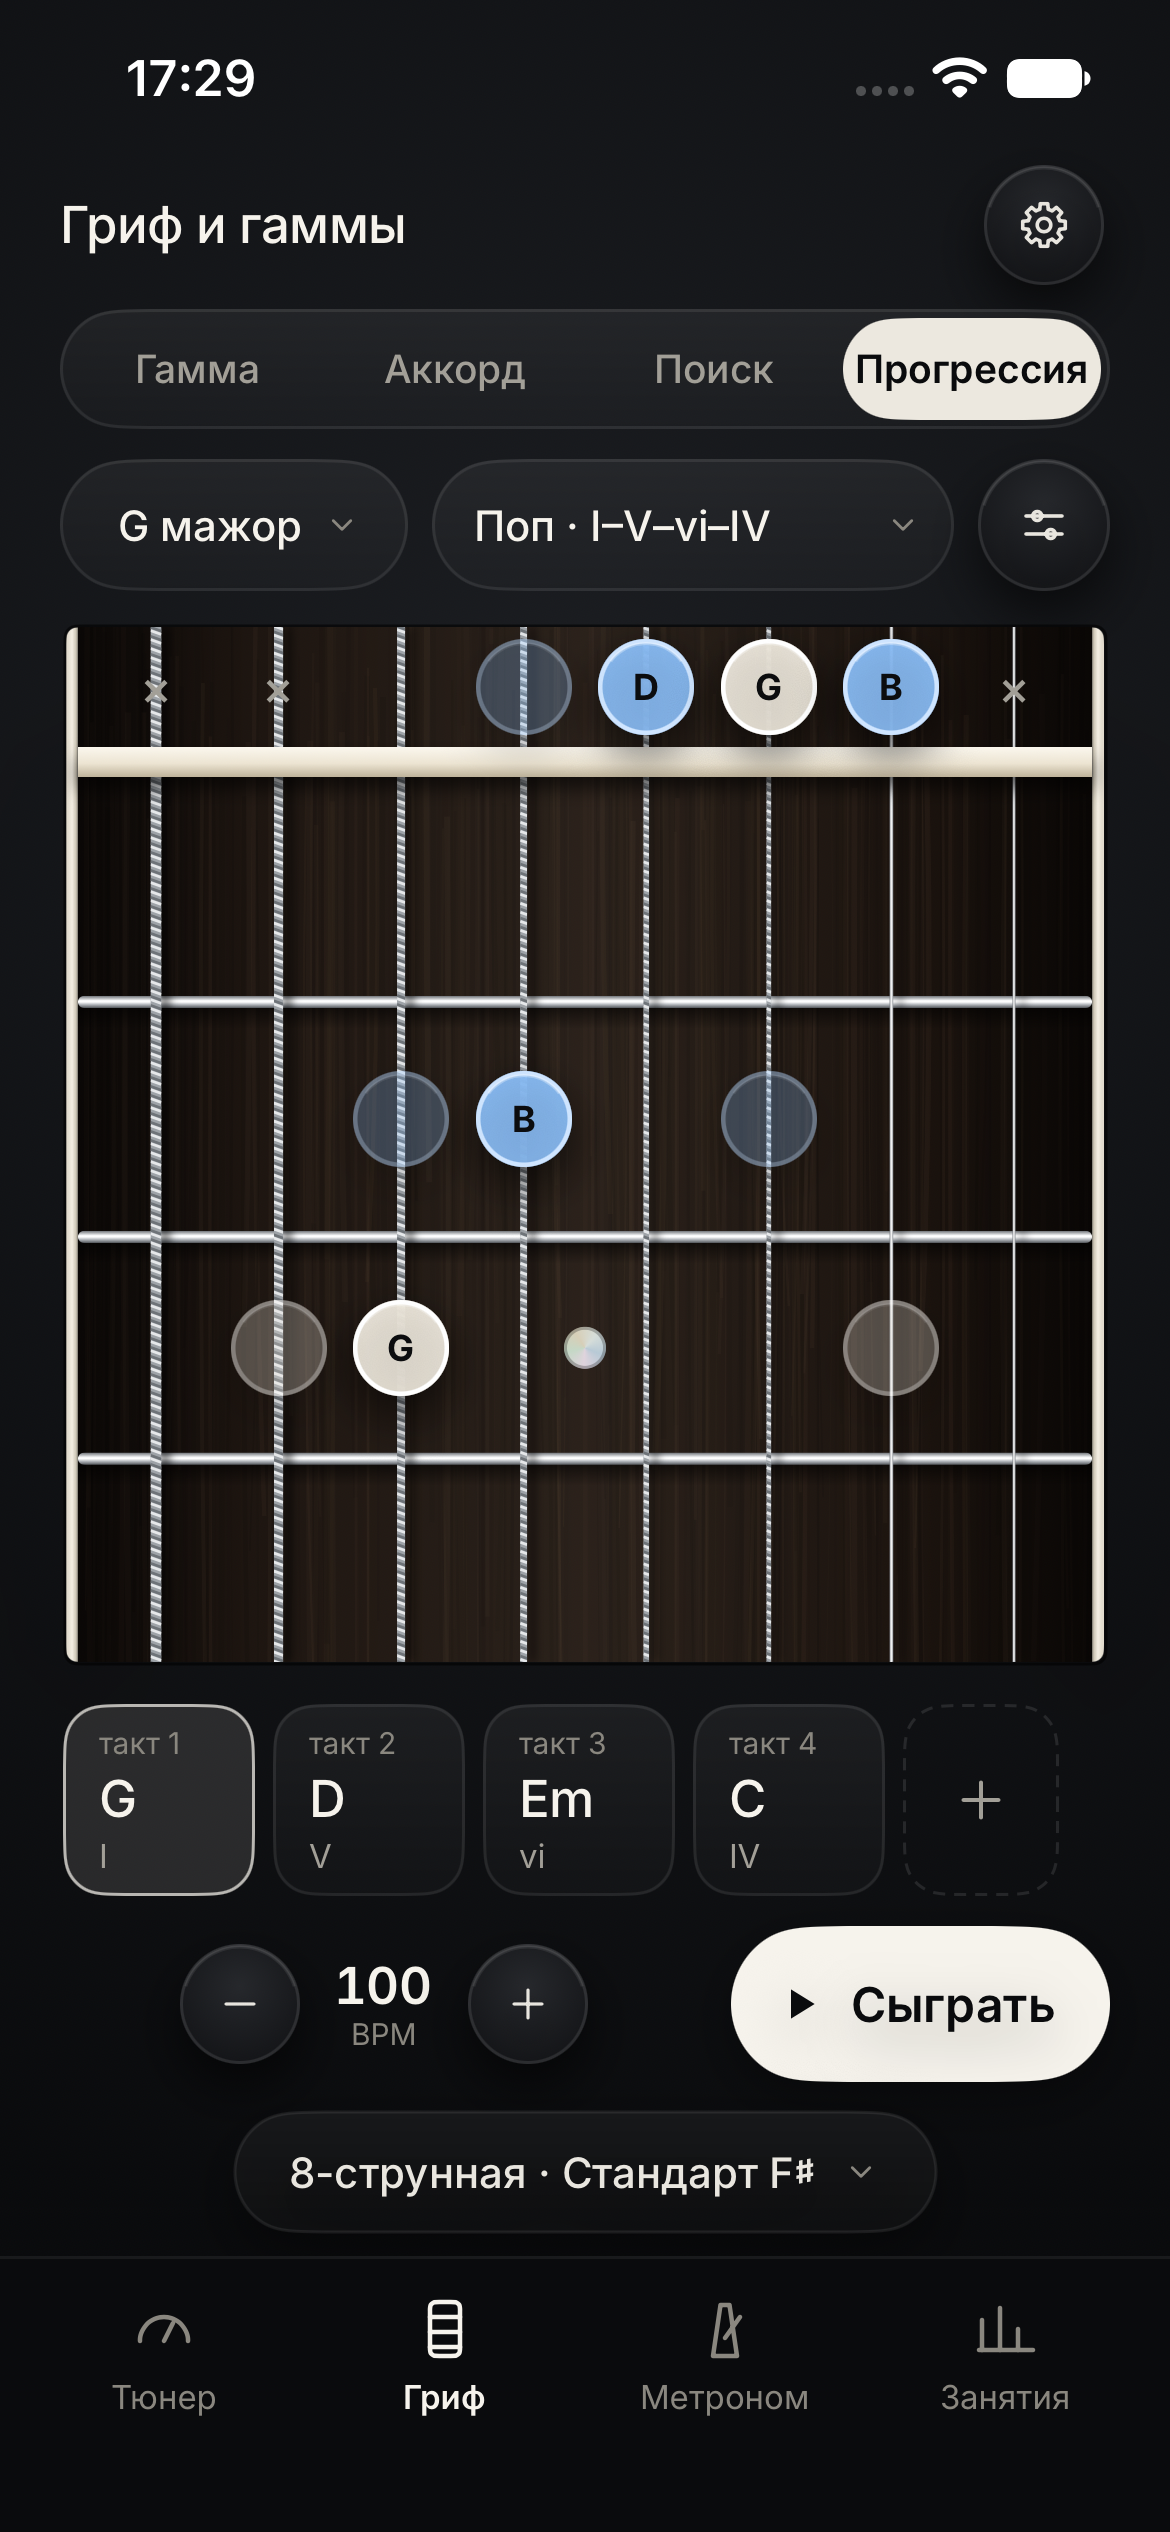 17:29
Гриф и гаммы
Гамма
Аккорд
Поиск
Прогрессия
G мажор
Поп · I–V–vi–IV
D
G
B
B
G
такт 1
G
I
такт 2
D
V
такт 3
Em
vi
такт 4
C
IV
100
BPM
Сыграть
8-струнная · Стандарт F♯
Тюнер
Гриф
Метроном
Занятия